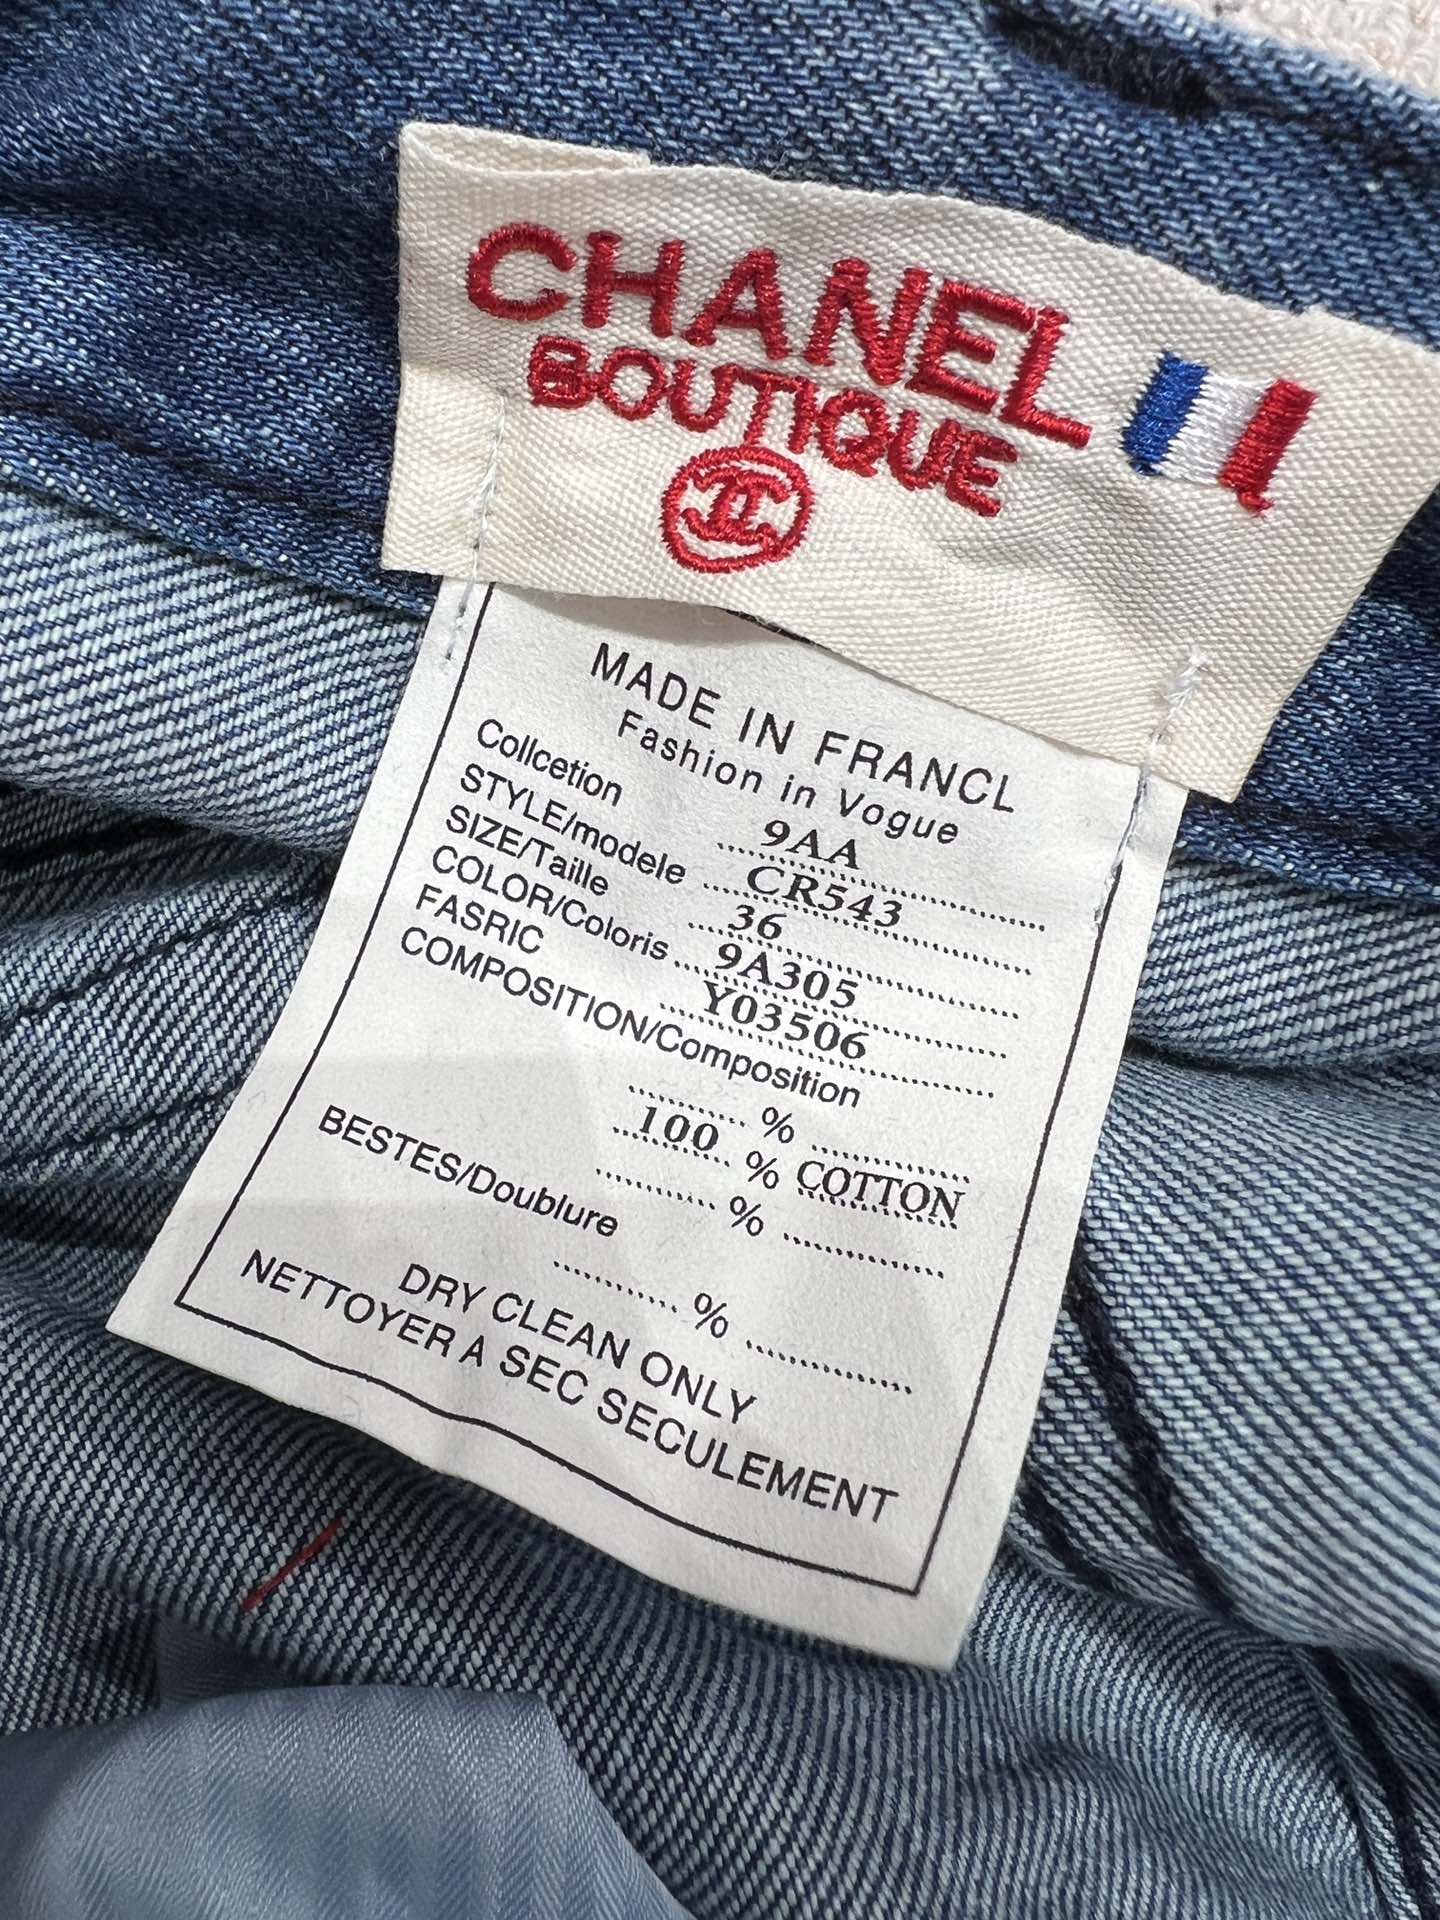 CHANEL
BOUTIQUE
MADE IN FRANCL
Fashion in Vogue
Collcetion 9AA
STYLE/modele CR543
SIZE/Taille 36
COLOR/Coloris 9A305
FASRIC Y03506
COMPOSITION/Composition
%
100 % COTTON
%
BESTES/Doublure
%
DRY CLEAN ONLY
NETTOYER A SEC SECULEMENT